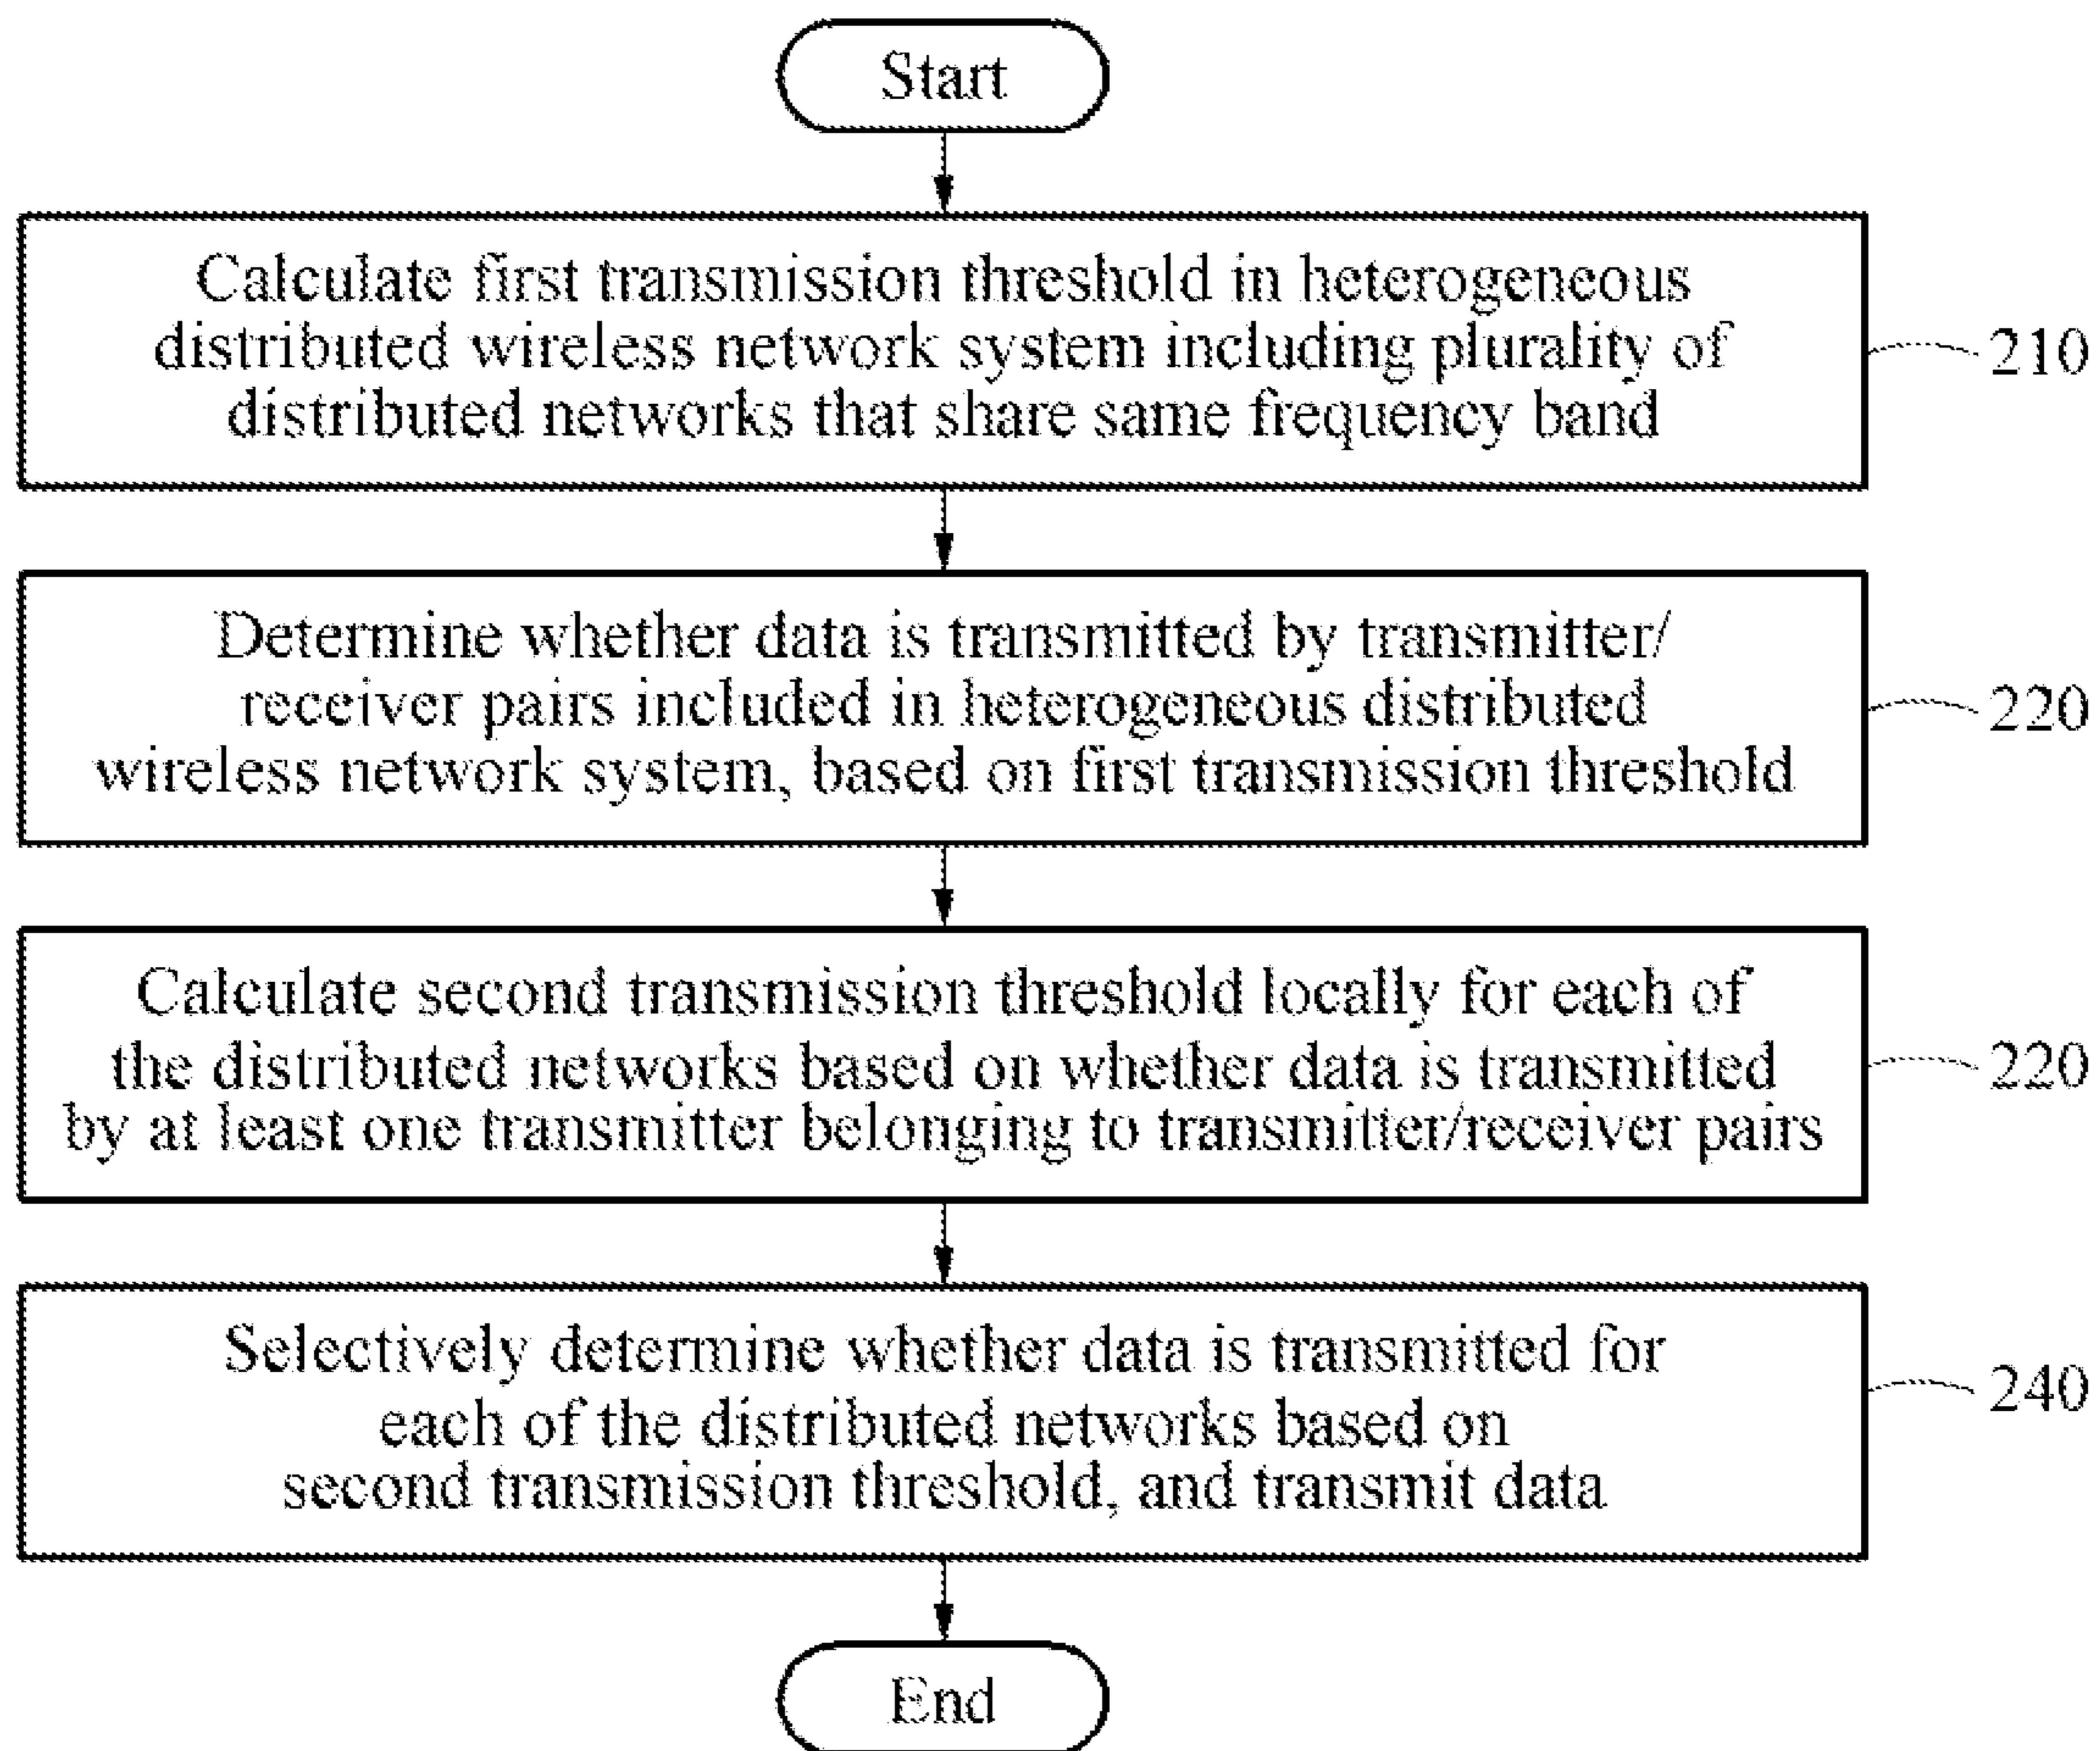 Start
Calculate first transmission threshold in heterogeneous
distributed wireless network system including plurality of
distributed networks that share same frequency band
210
Determine whether data is transmitted by transmitter/
receiver pairs included in heterogeneous distributed
wireless network system, based on first transmission threshold
220
Calculate second transmission threshold locally for each of
the distributed networks based on whether data is transmitted
by at least one transmitter belonging to transmitter/receiver pairs
220
Selectively determine whether data is transmitted for
each of the distributed networks based on
second transmission threshold, and transmit data
240
End